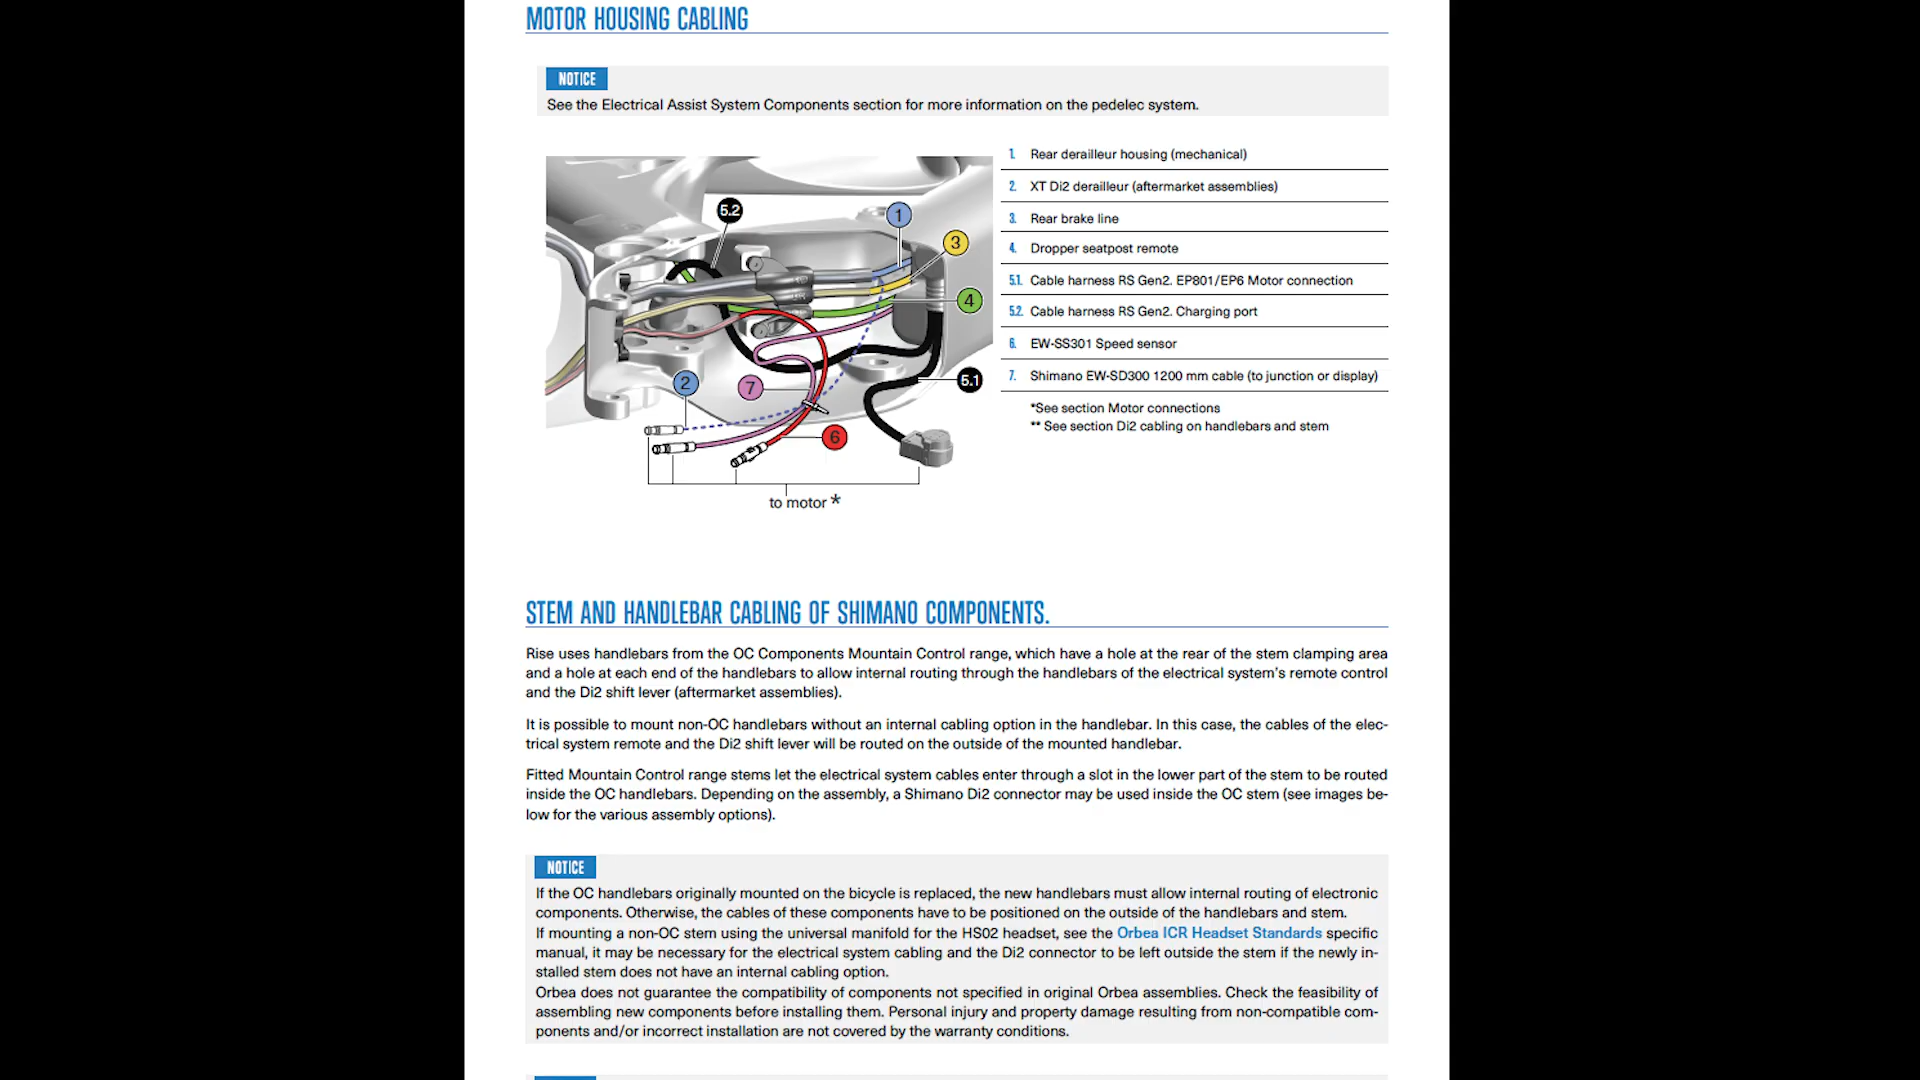 MOTOR HOUSING CABLING
NOTICE
See the Electrical Assist System Components section for more information on the pedelec system.
5.2
1
3
4
2
7
5.1
6
to motor *
1. Rear derailleur housing (mechanical)
2. XT Di2 derailleur (aftermarket assemblies)
3. Rear brake line
4. Dropper seatpost remote
5.1. Cable harness RS Gen2. EP801/EP6 Motor connection
5.2. Cable harness RS Gen2. Charging port
6. EW-SS301 Speed sensor
7. Shimano EW-SD300 1200 mm cable (to junction or display)
*See section Motor connections
** See section Di2 cabling on handlebars and stem
STEM AND HANDLEBAR CABLING OF SHIMANO COMPONENTS.
Rise uses handlebars from the OC Components Mountain Control range, which have a hole at the rear of the stem clamping area
and a hole at each end of the handlebars to allow internal routing through the handlebars of the electrical system's remote control
and the Di2 shift lever (aftermarket assemblies).
It is possible to mount non-OC handlebars without an internal cabling option in the handlebar. In this case, the cables of the elec-
trical system remote and the Di2 shift lever will be routed on the outside of the mounted handlebar.
Fitted Mountain Control range stems let the electrical system cables enter through a slot in the lower part of the stem to be routed
inside the OC handlebars. Depending on the assembly, a Shimano Di2 connector may be used inside the OC stem (see images be-
low for the various assembly options).
NOTICE
If the OC handlebars originally mounted on the bicycle is replaced, the new handlebars must allow internal routing of electronic
components. Otherwise, the cables of these components have to be positioned on the outside of the handlebars and stem.
If mounting a non-OC stem using the universal manifold for the HS02 headset, see the Orbea ICR Headset Standards specific
manual, it may be necessary for the electrical system cabling and the Di2 connector to be left outside the stem if the newly in-
stalled stem does not have an internal cabling option.
Orbea does not guarantee the compatibility of components not specified in original Orbea assemblies. Check the feasibility of
assembling new components before installing them. Personal injury and property damage resulting from non-compatible com-
ponents and/or incorrect installation are not covered by the warranty conditions.